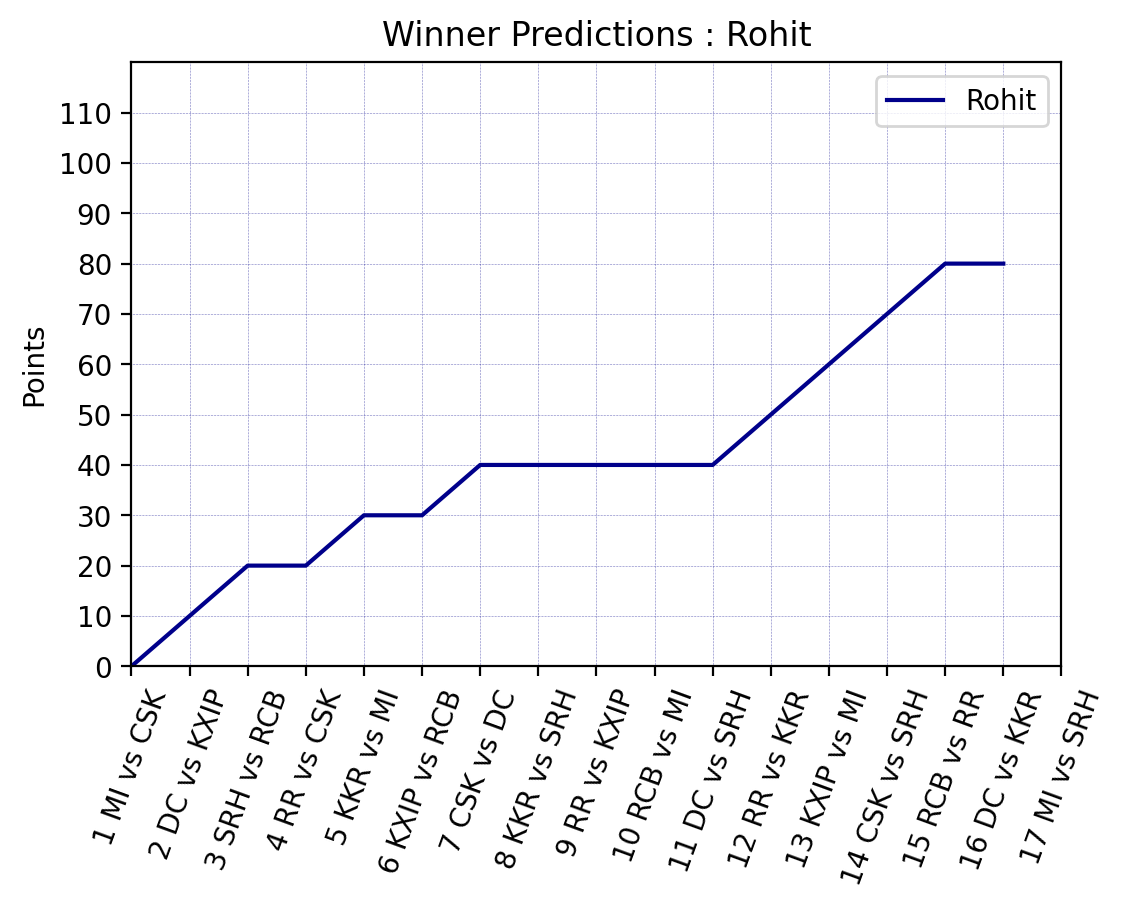 Winner Predictions : Rohit
Rohit
Points
110
100
90
80
70
60
50
40
30
20
10
0
1 MI vs CSK
2 DC vs KXIP
3 SRH vs RCB
4 RR vs CSK
5 KKR vs MI
6 KXIP vs RCB
7 CSK vs DC
8 KKR vs SRH
9 RR vs KXIP
10 RCB vs MI
11 DC vs SRH
12 RR vs KKR
13 KXIP vs MI
14 CSK vs SRH
15 RCB vs RR
16 DC vs KKR
17 MI vs SRH